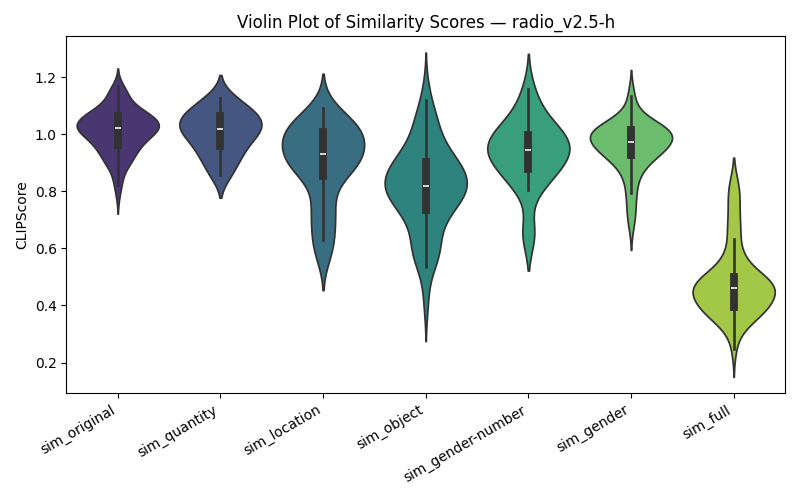 Violin Plot of Similarity Scores — radio_v2.5-h
CLIPScore
1.2
1.0
0.8
0.6
0.4
0.2
sim_original
sim_quantity
sim_location
sim_object
sim_gender-number
sim_gender
sim_full